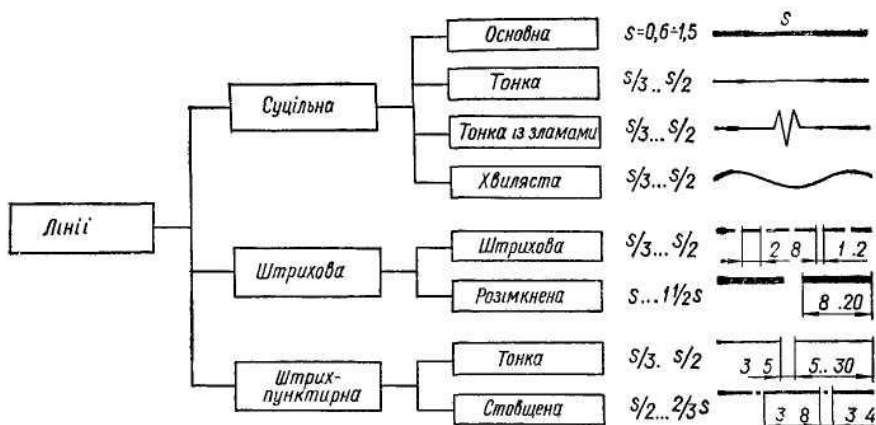 Лінії
Суцільна
Штрихова
Штрих-
пунктирна
Основна
Тонка
Тонка із зламами
Хвиляста
Штрихова
Розімкнена
Тонка
Стовщена
s=0,6÷1,5
s/3.. s/2
s/3... s/2
s/3... s/2
s/3... s/2
s...1½s
s/3. s/2
s/2...2/3s
s
2 8
1.2
8.20
3 5
5..30
3 8
3 4